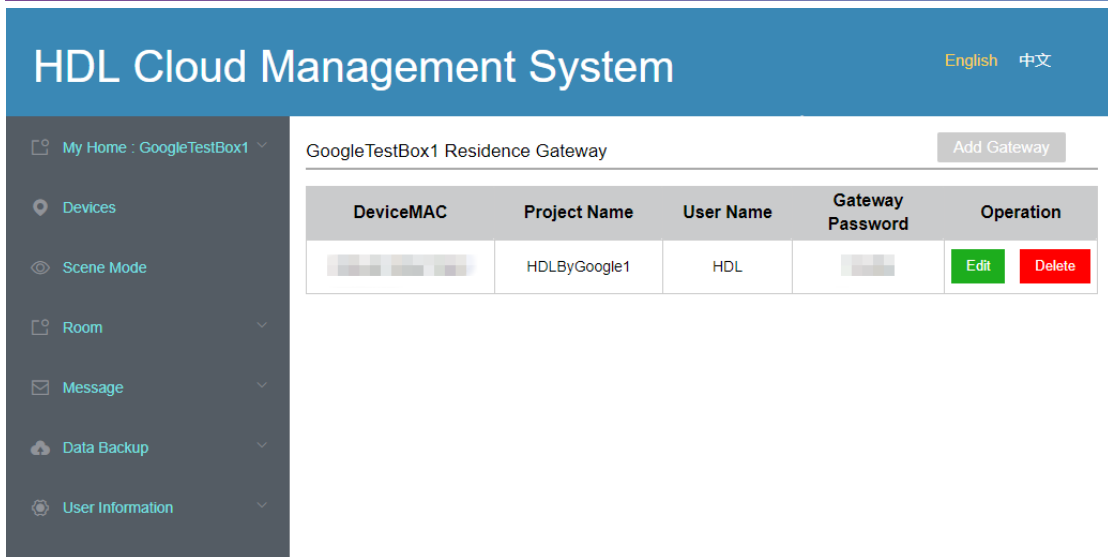 HDL Cloud Management System
English 中文
My Home : GoogleTestBox1
Devices
Scene Mode
Room
Message
Data Backup
User Information
GoogleTestBox1 Residence Gateway
Add Gateway
DeviceMAC Project Name User Name Gateway Password Operation
HDLByGoogle1 HDL Edit Delete